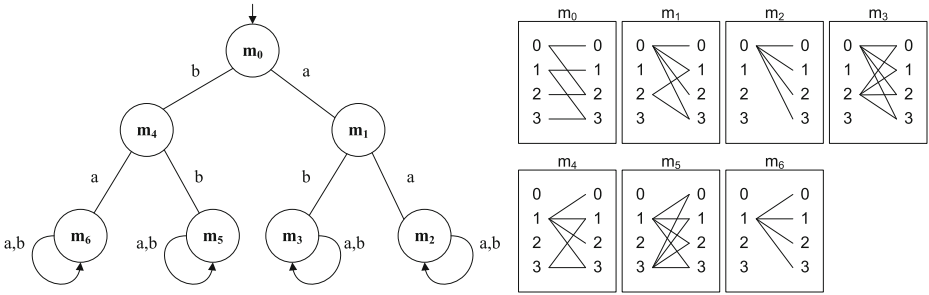 m0
b
a
m4
m1
a
b
b
a
m6
m5
m3
m2
a,b
a,b
a,b
a,b
m0 m1 m2 m3
0 0 0 0 0 0 0 0
1 1 1 1 1 1 1 1
2 2 2 2 2 2 2 2
3 3 3 3 3 3 3 3
m4 m5 m6
0 0 0 0 0 0
1 1 1 1 1 1
2 2 2 2 2 2
3 3 3 3 3 3